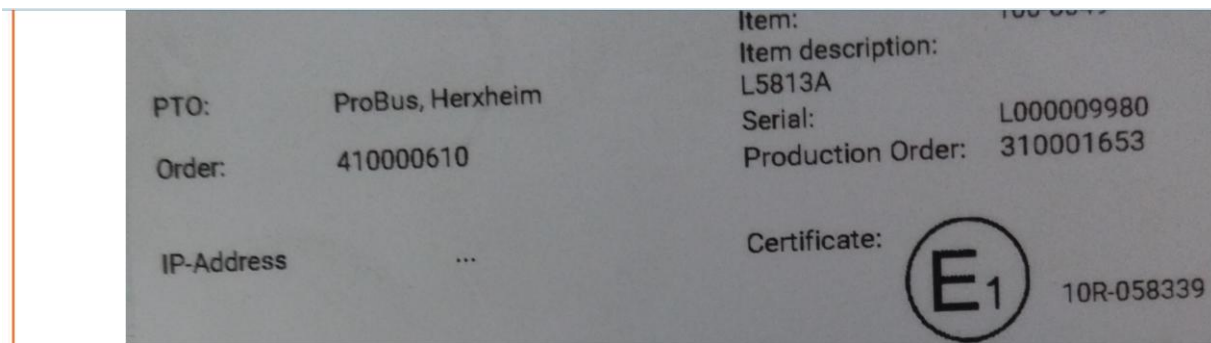 Item:
Item description:
L5813A
PTO: ProBus, Herxheim
Serial: L000009980
Order: 410000610
Production Order: 310001653
IP-Address ...
Certificate:
E1 10R-058339